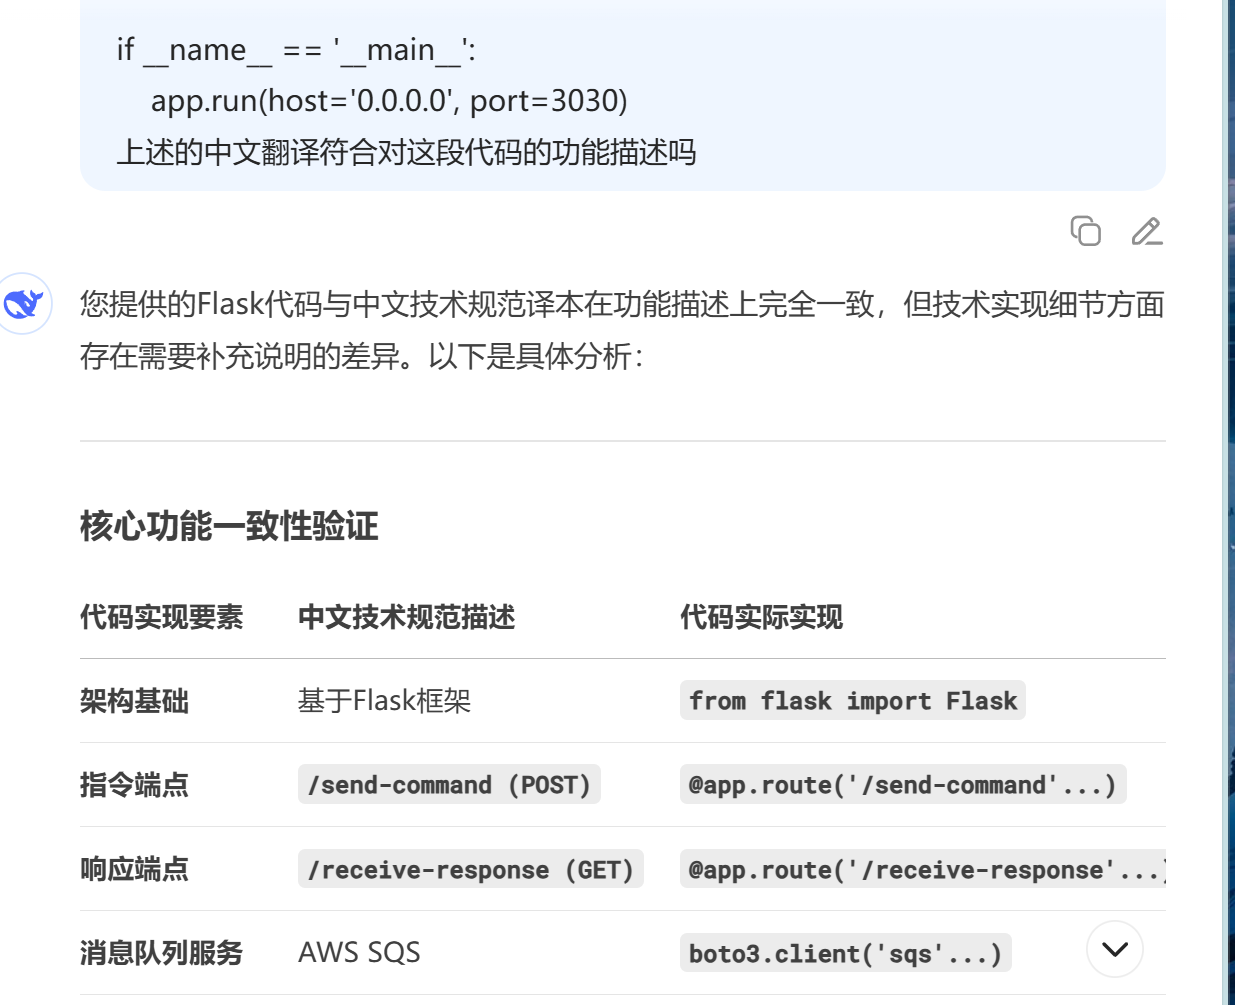 if __name__ == '__main__':
    app.run(host='0.0.0.0', port=3030)
上述的中文翻译符合对这段代码的功能描述吗
您提供的Flask代码与中文技术规范译本在功能描述上完全一致，但技术实现细节方面
存在需要补充说明的差异。以下是具体分析：
核心功能一致性验证
代码实现要素 中文技术规范描述 代码实际实现
架构基础 基于Flask框架 from flask import Flask
指令端点 /send-command (POST) @app.route('/send-command'...)
响应端点 /receive-response (GET) @app.route('/receive-response'...)
消息队列服务 AWS SQS boto3.client('sqs'...)